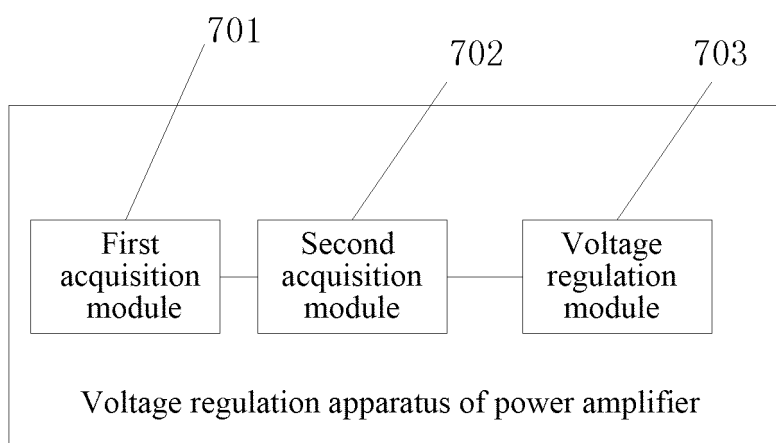 701
702
703
First
acquisition
module
Second
acquisition
module
Voltage
regulation
module
Voltage regulation apparatus of power amplifier